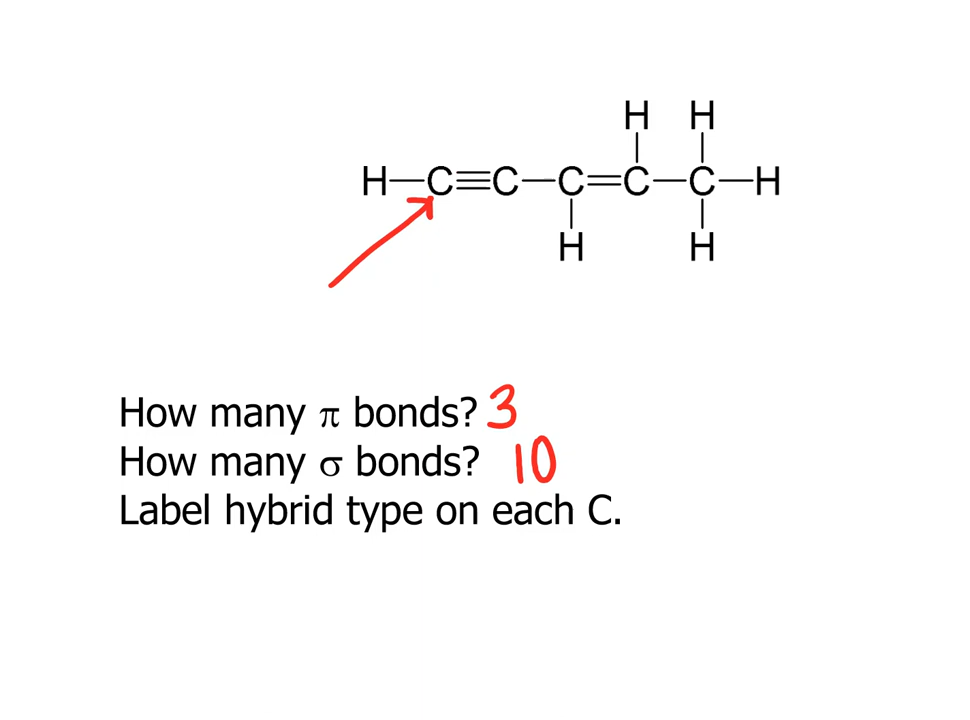 H H
H—C≡C—C=C—C—H
H H
How many π bonds? 3
How many σ bonds? 10
Label hybrid type on each C.